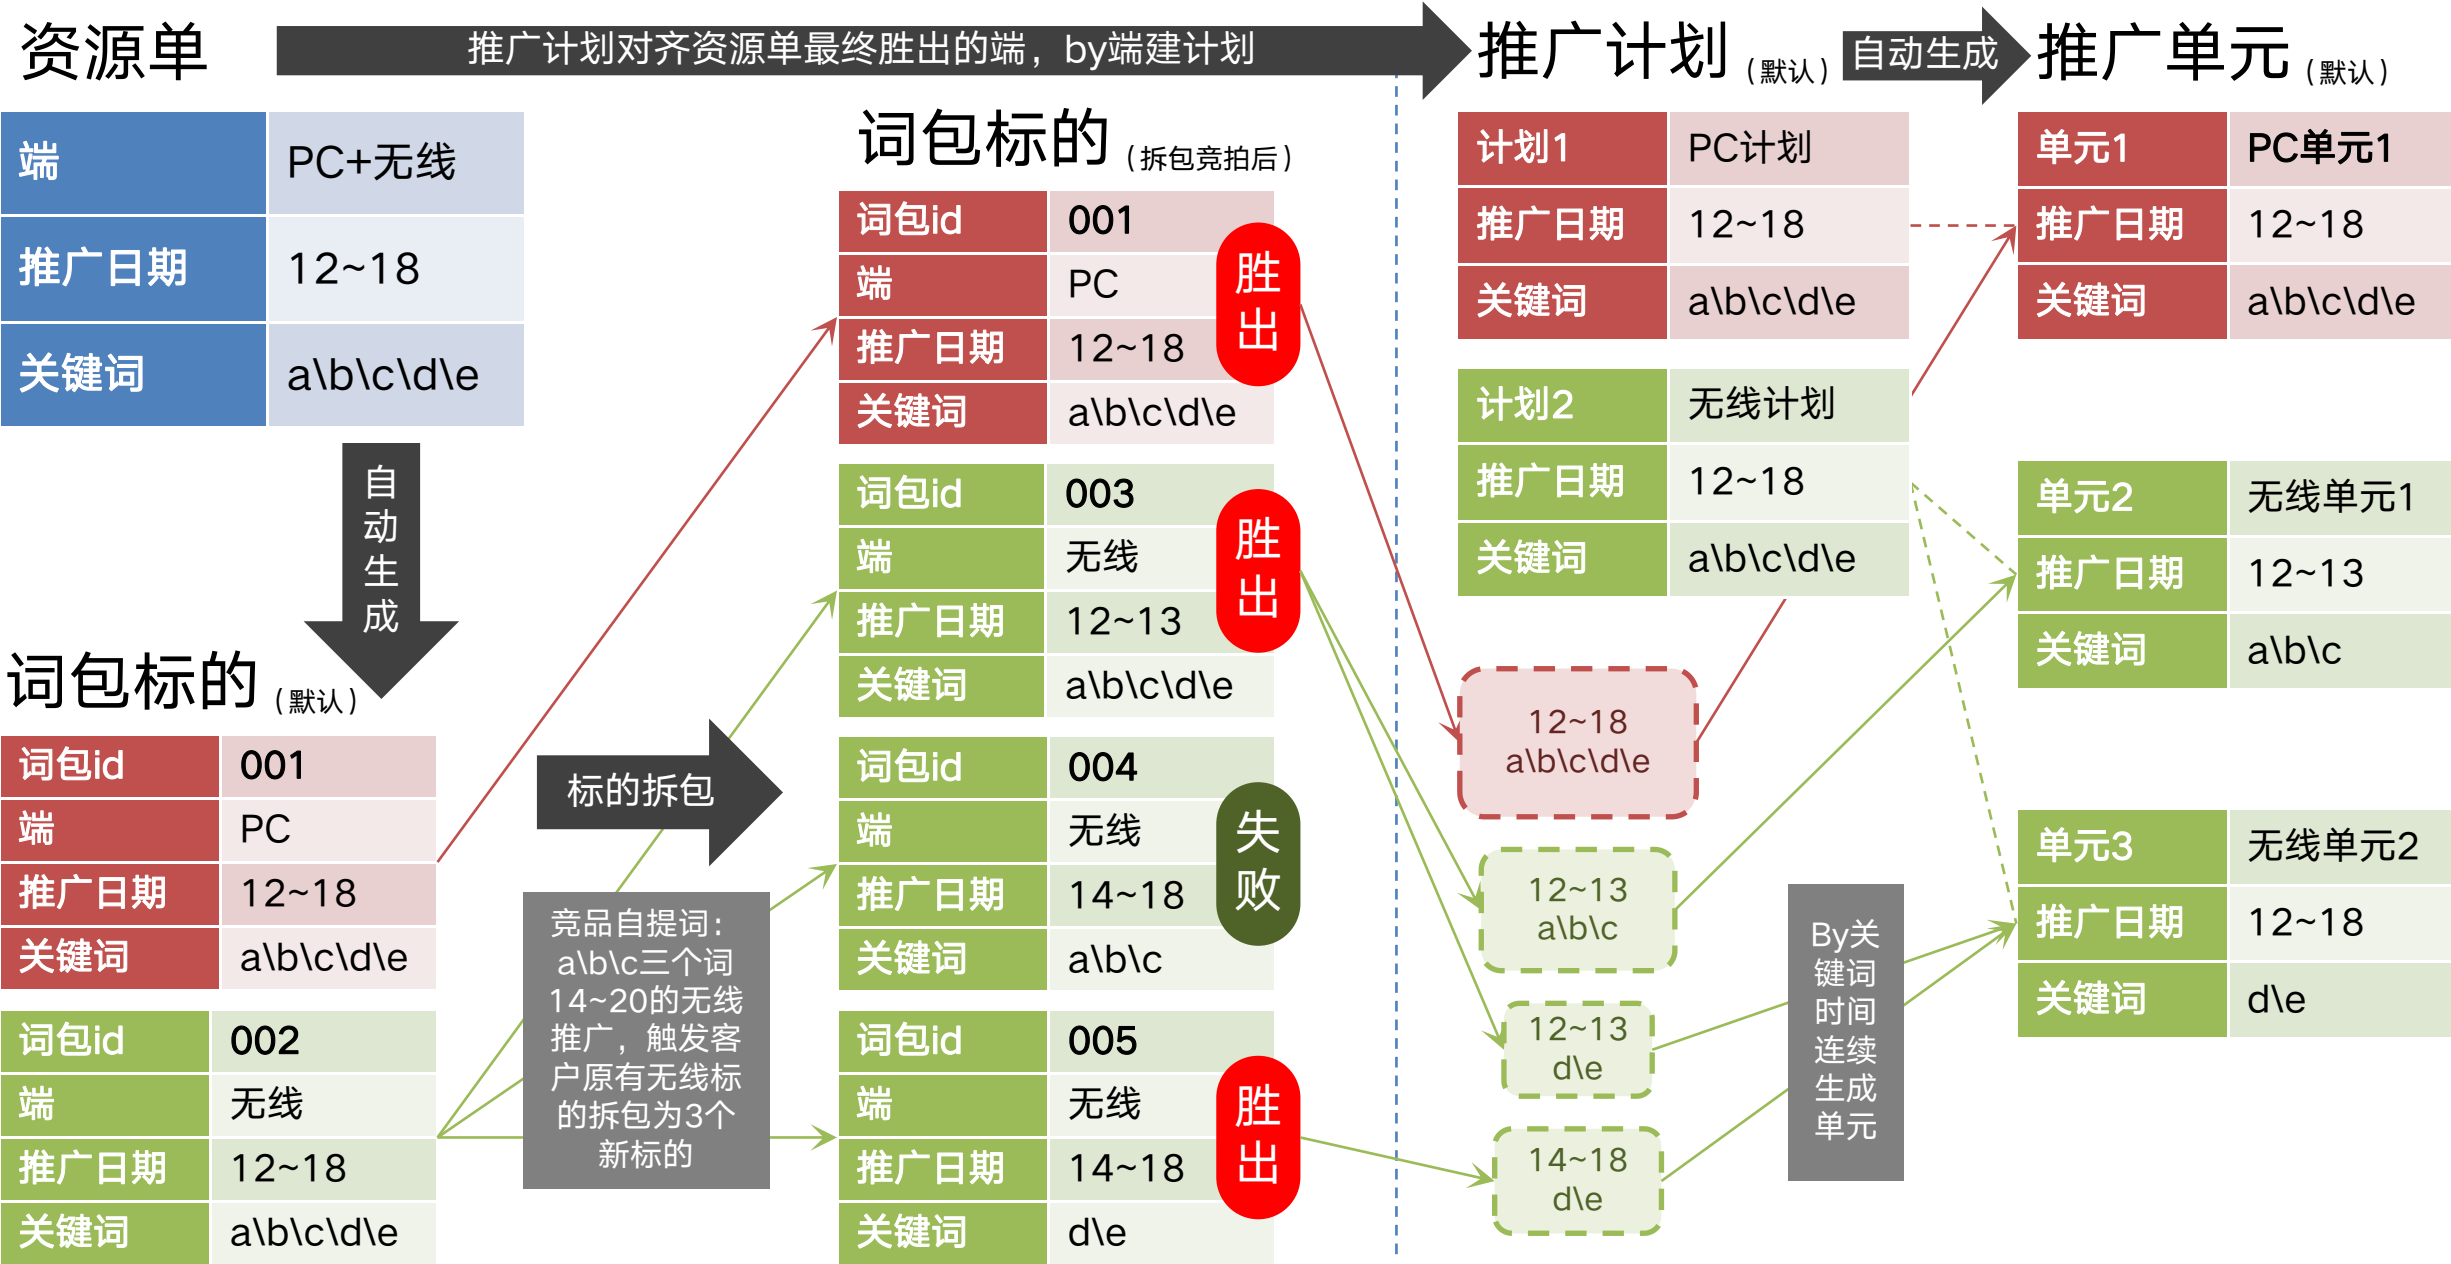 资源单
推广计划对齐资源单最终胜出的端，by端建计划
推广计划（默认）
自动生成
推广单元（默认）
端 PC+无线
推广日期 12~18
关键词 a\b\c\d\e
自
动
生
成
词包标的（默认）
词包id 001
端 PC
推广日期 12~18
关键词 a\b\c\d\e
词包id 002
端 无线
推广日期 12~18
关键词 a\b\c\d\e
标的拆包
竞品自提词：
a\b\c三个词
14~20的无线
推广，触发客
户原有无线标
的拆包为3个
新标的
词包标的（拆包竞拍后）
词包id 001
端 PC
推广日期 12~18
关键词 a\b\c\d\e
胜
出
词包id 003
端 无线
推广日期 12~13
关键词 a\b\c\d\e
胜
出
词包id 004
端 无线
推广日期 14~18
关键词 a\b\c
失
败
词包id 005
端 无线
推广日期 14~18
关键词 d\e
胜
出
计划1 PC计划
推广日期 12~18
关键词 a\b\c\d\e
计划2 无线计划
推广日期 12~18
关键词 a\b\c\d\e
12~18
a\b\c\d\e
12~13
a\b\c
12~13
d\e
14~18
d\e
By关
键词
时间
连续
生成
单元
单元1 PC单元1
推广日期 12~18
关键词 a\b\c\d\e
单元2 无线单元1
推广日期 12~13
关键词 a\b\c
单元3 无线单元2
推广日期 12~18
关键词 d\e